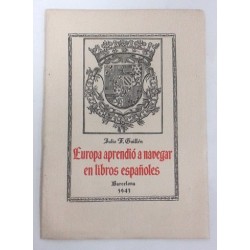 Julio F. Guillén
Europa aprendió a navegar
en libros españoles
Barcelona
1943